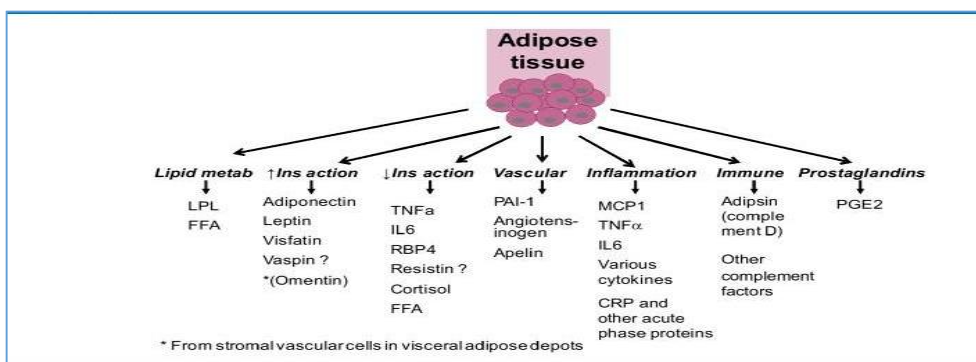 Adipose
tissue
Lipid metab
LPL
FFA
↑Ins action
Adiponectin
Leptin
Visfatin
Vaspin ?
*(Omentin)
↓Ins action
TNFa
IL6
RBP4
Resistin ?
Cortisol
FFA
Vascular
PAI-1
Angiotens-
inogen
Apelin
Inflammation
MCP1
TNFα
IL6
Various
cytokines
CRP and
other acute
phase proteins
Immune
Adipsin
(comple
ment D)
Other
complement
factors
Prostaglandins
PGE2
* From stromal vascular cells in visceral adipose depots